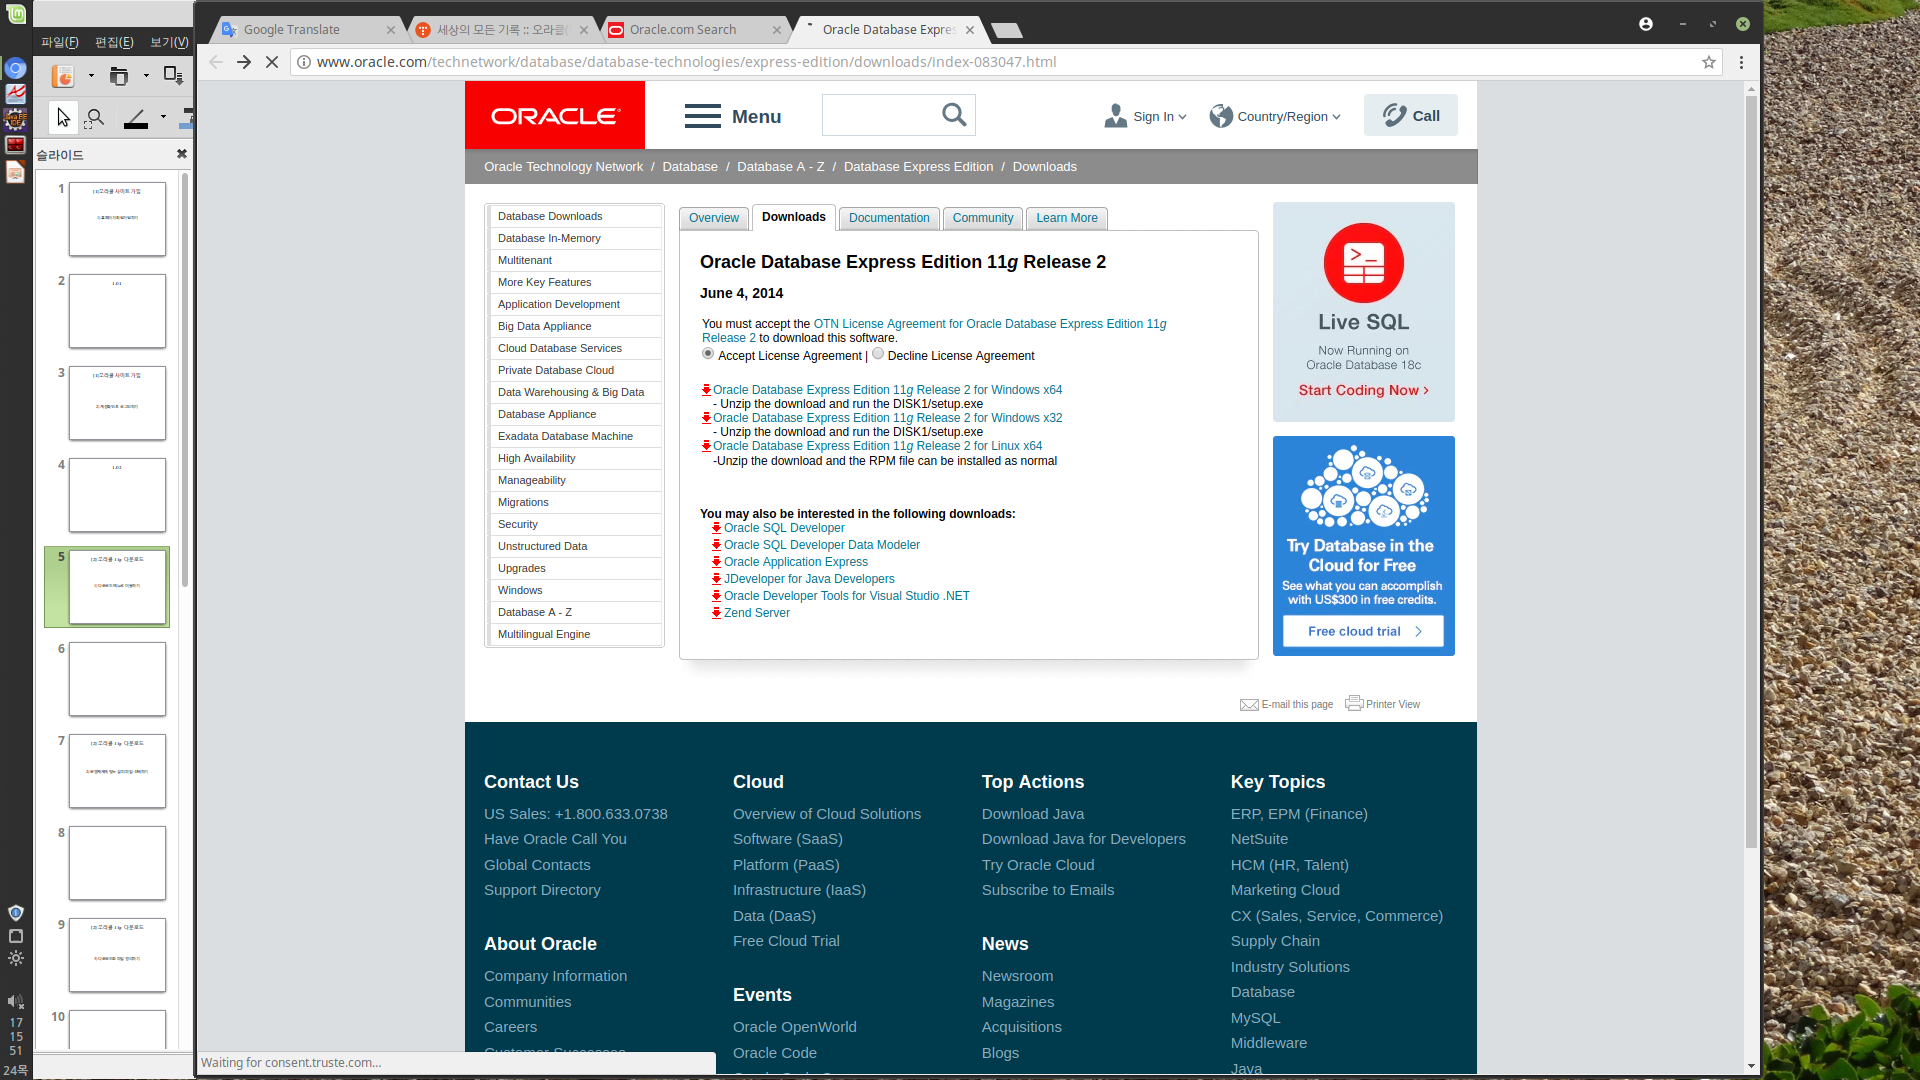 Google Translate
세상의 모든 기록 :: 오라클(
Oracle.com Search
Oracle Database Expres
파일(F) 편집(E) 보기(V)
www.oracle.com/technetwork/database/database-technologies/express-edition/downloads/index-083047.html
ORACLE
Menu
Sign In
Country/Region
Call
슬라이드
Oracle Technology Network / Database / Database A - Z / Database Express Edition / Downloads
1
2
3
4
5
6
7
8
9
10
Database Downloads
Database In-Memory
Multitenant
More Key Features
Application Development
Big Data Appliance
Cloud Database Services
Private Database Cloud
Data Warehousing & Big Data
Database Appliance
Exadata Database Machine
High Availability
Manageability
Migrations
Security
Unstructured Data
Upgrades
Windows
Database A - Z
Multilingual Engine
Overview
Downloads
Documentation
Community
Learn More
Oracle Database Express Edition 11g Release 2
June 4, 2014
You must accept the OTN License Agreement for Oracle Database Express Edition 11g
Release 2 to download this software.
Accept License Agreement | Decline License Agreement
Oracle Database Express Edition 11g Release 2 for Windows x64
- Unzip the download and run the DISK1/setup.exe
Oracle Database Express Edition 11g Release 2 for Windows x32
- Unzip the download and run the DISK1/setup.exe
Oracle Database Express Edition 11g Release 2 for Linux x64
-Unzip the download and the RPM file can be installed as normal
You may also be interested in the following downloads:
Oracle SQL Developer
Oracle SQL Developer Data Modeler
Oracle Application Express
JDeveloper for Java Developers
Oracle Developer Tools for Visual Studio .NET
Zend Server
Live SQL
Now Running on
Oracle Database 18c
Start Coding Now >
Try Database in the
Cloud for Free
See what you can accomplish
with US$300 in free credits.
Free cloud trial
E-mail this page
Printer View
Contact Us
US Sales: +1.800.633.0738
Have Oracle Call You
Global Contacts
Support Directory
About Oracle
Company Information
Communities
Careers
Cloud
Overview of Cloud Solutions
Software (SaaS)
Platform (PaaS)
Infrastructure (IaaS)
Data (DaaS)
Free Cloud Trial
Events
Oracle OpenWorld
Oracle Code
Top Actions
Download Java
Download Java for Developers
Try Oracle Cloud
Subscribe to Emails
News
Newsroom
Magazines
Acquisitions
Blogs
Key Topics
ERP, EPM (Finance)
NetSuite
HCM (HR, Talent)
Marketing Cloud
CX (Sales, Service, Commerce)
Supply Chain
Industry Solutions
Database
MySQL
Middleware
Java
Waiting for consent.truste.com...
17
15
51
24목